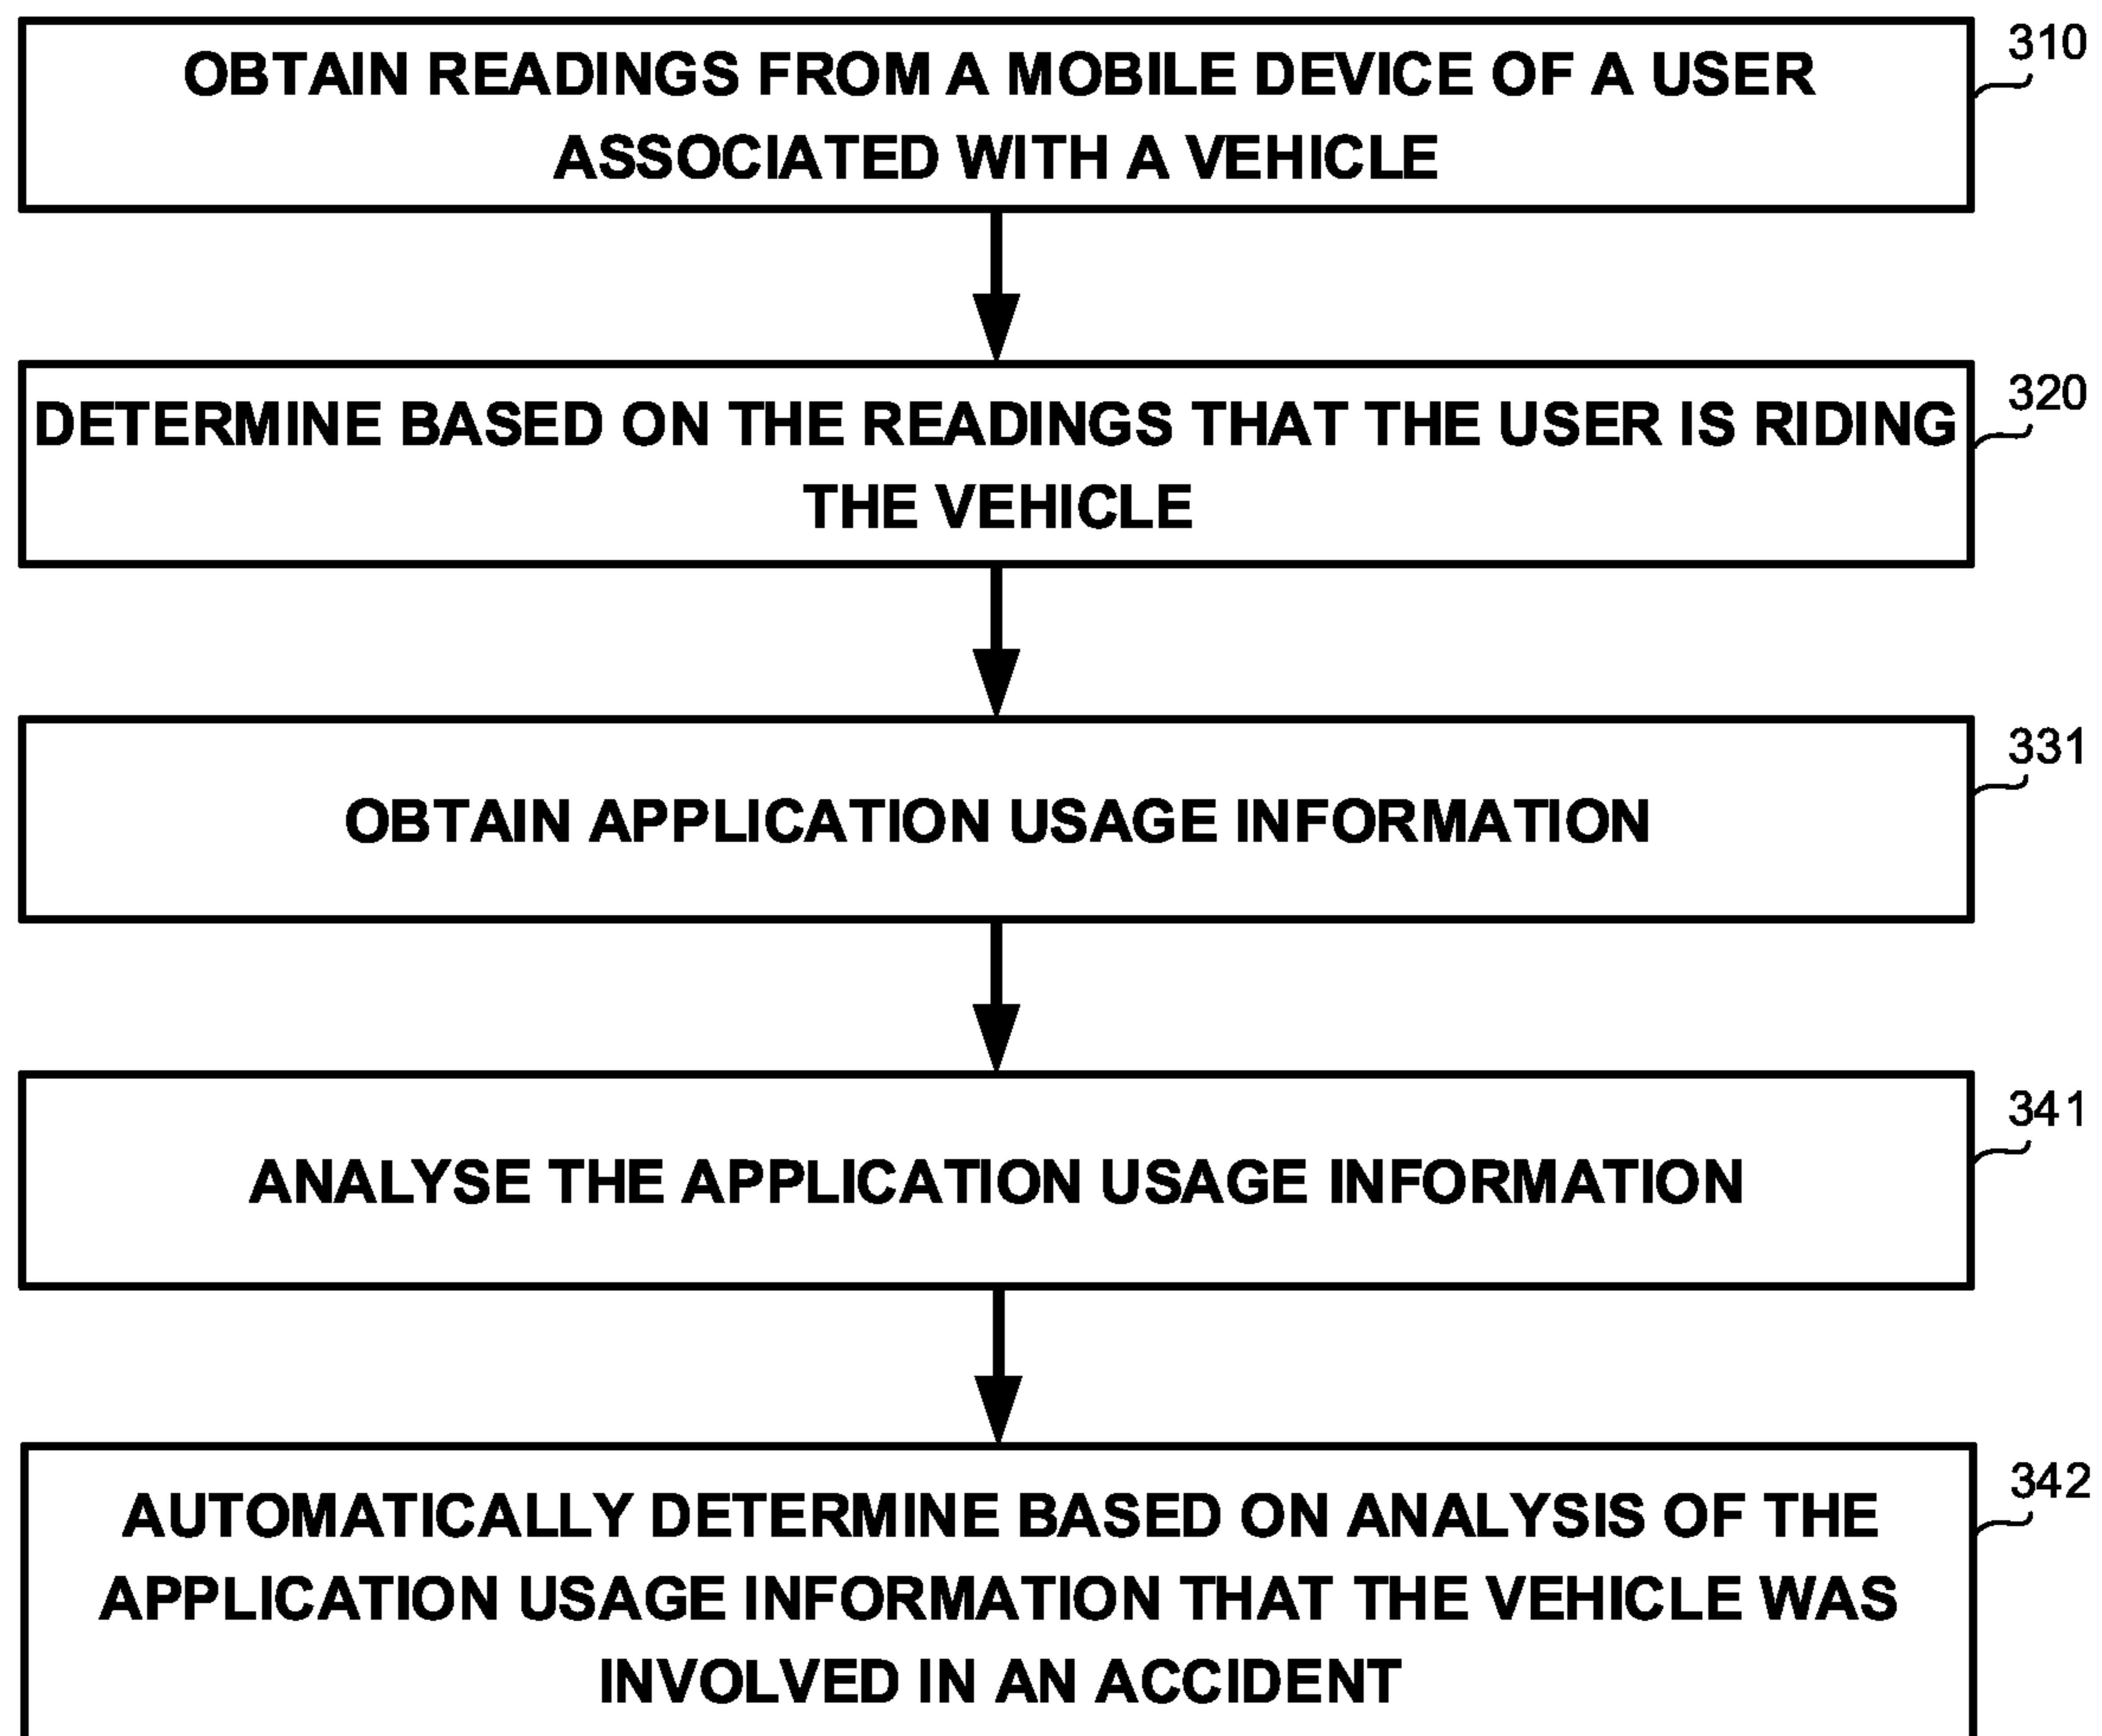 310
OBTAIN READINGS FROM A MOBILE DEVICE OF A USER
ASSOCIATED WITH A VEHICLE
320
DETERMINE BASED ON THE READINGS THAT THE USER IS RIDING
THE VEHICLE
331
OBTAIN APPLICATION USAGE INFORMATION
341
ANALYSE THE APPLICATION USAGE INFORMATION
342
AUTOMATICALLY DETERMINE BASED ON ANALYSIS OF THE
APPLICATION USAGE INFORMATION THAT THE VEHICLE WAS
INVOLVED IN AN ACCIDENT